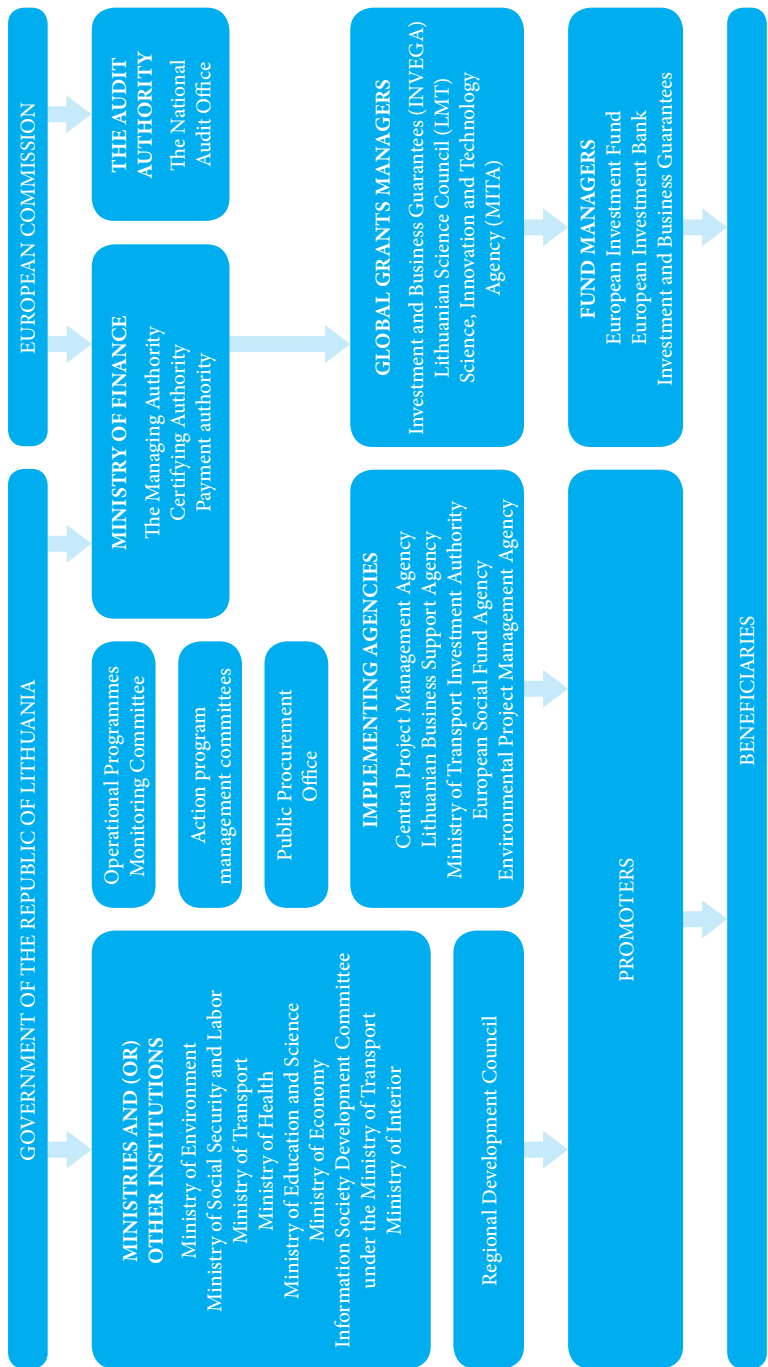 GOVERNMENT OF THE REPUBLIC OF LITHUANIA
EUROPEAN COMMISSION
MINISTRIES AND (OR)
OTHER INSTITUTIONS
Ministry of Environment
Ministry of Social Security and Labor
Ministry of Transport
Ministry of Health
Ministry of Education and Science
Ministry of Economy
Information Society Development Committee
under the Ministry of Transport
Ministry of Interior
Operational Programmes
Monitoring Committee
Action program
management committees
Public Procurement
Office
MINISTRY OF FINANCE
The Managing Authority
Certifying Authority
Payment authority
THE AUDIT
AUTHORITY
The National
Audit Office
Regional Development Council
IMPLEMENTING AGENCIES
Central Project Management Agency
Lithuanian Business Support Agency
Ministry of Transport Investment Authority
European Social Fund Agency
Environmental Project Management Agency
GLOBAL GRANTS MANAGERS
Investment and Business Guarantees (INVEGA)
Lithuanian Science Council (LMT)
Science, Innovation and Technology
Agency (MITA)
PROMOTERS
FUND MANAGERS
European Investment Fund
European Investment Bank
Investment and Business Guarantees
BENEFICIARIES